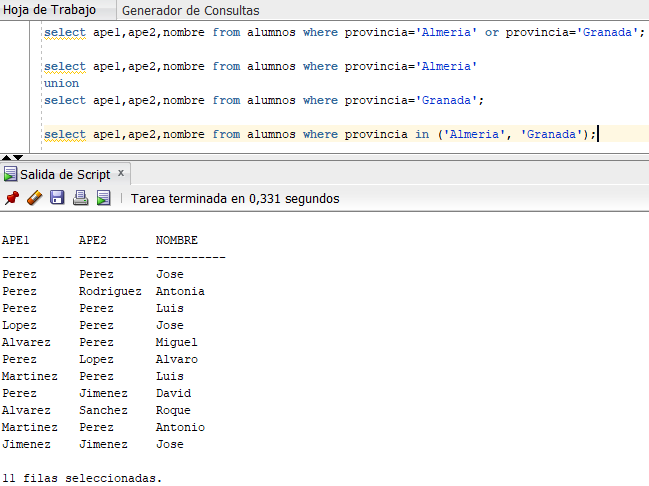 Hoja de Trabajo Generador de Consultas
select ape1,ape2,nombre from alumnos where provincia='Almeria' or provincia='Granada';
select ape1,ape2,nombre from alumnos where provincia='Almeria'
union
select ape1,ape2,nombre from alumnos where provincia='Granada';
select ape1,ape2,nombre from alumnos where provincia in ('Almeria', 'Granada');
Salida de Script x
Tarea terminada en 0,331 segundos
APE1 APE2 NOMBRE
---------- ---------- ----------
Perez Perez Jose
Perez Rodriguez Antonia
Perez Perez Luis
Lopez Perez Jose
Alvarez Perez Miguel
Perez Lopez Alvaro
Martinez Perez Luis
Perez Jimenez David
Alvarez Sanchez Roque
Martinez Perez Antonio
Jimenez Jimenez Jose
11 filas seleccionadas.